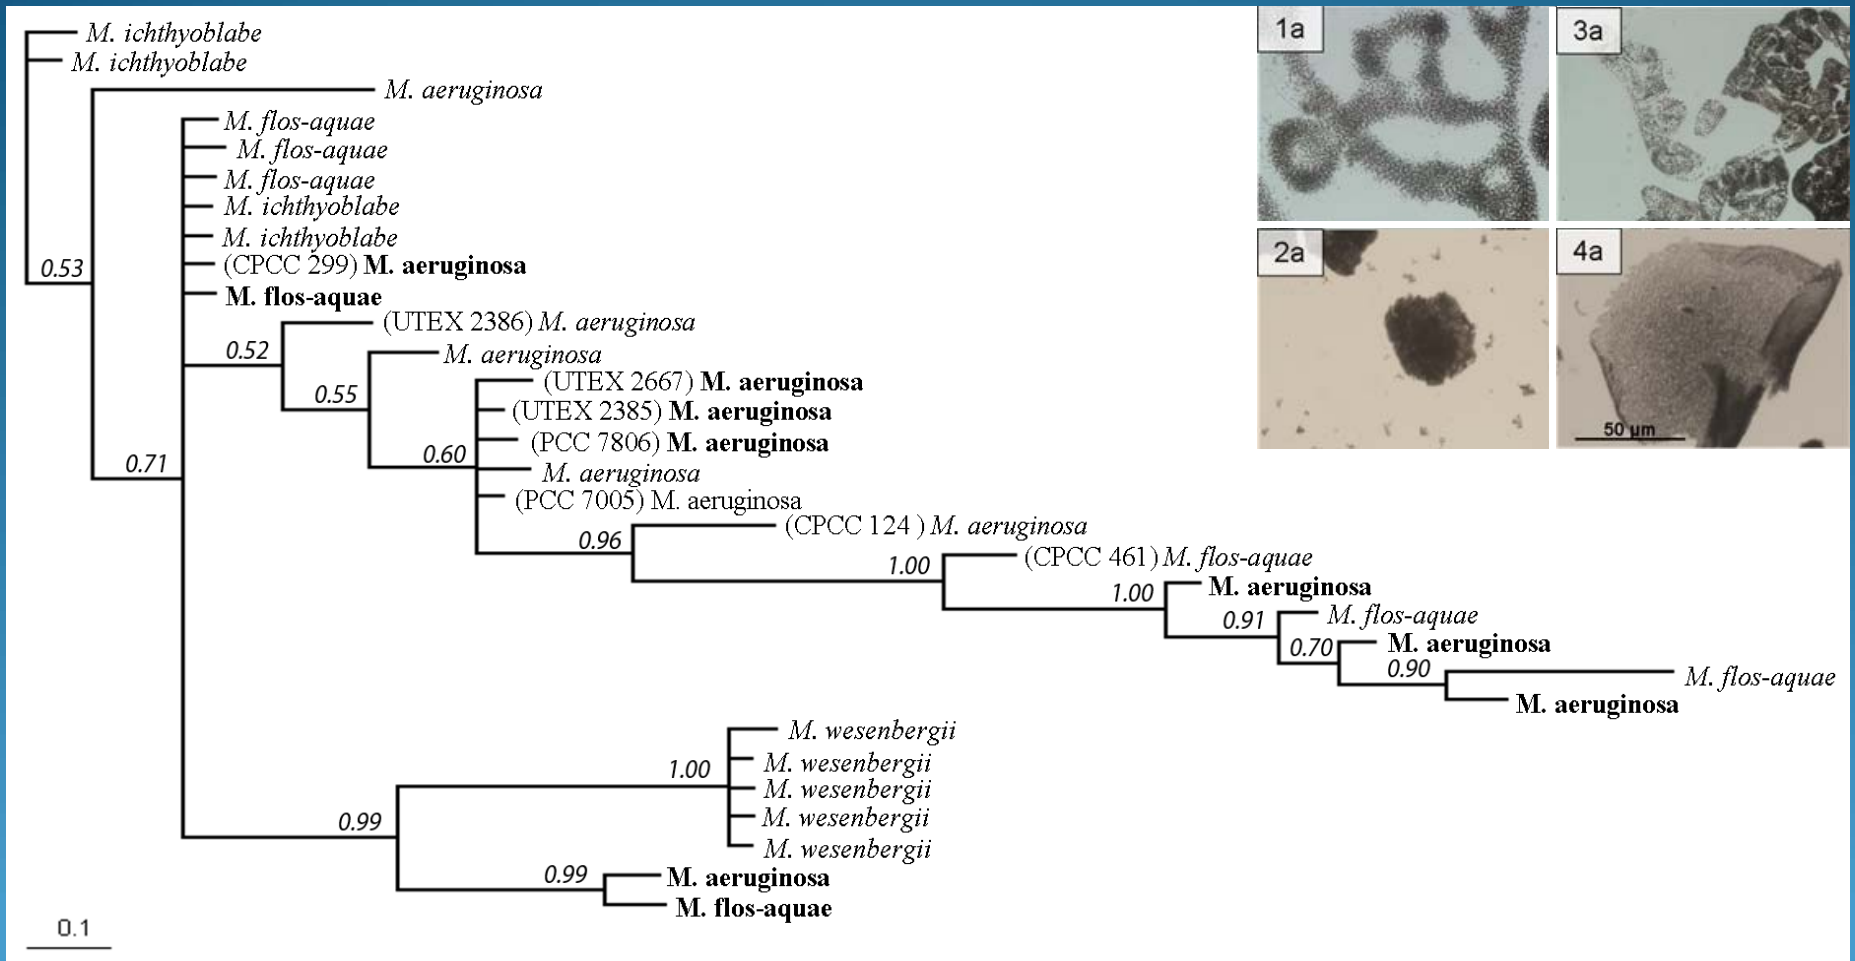 M. ichthyoblabe
M. ichthyoblabe
M. aeruginosa
M. flos-aquae
M. flos-aquae
M. flos-aquae
M. ichthyoblabe
M. ichthyoblabe
0.53
(CPCC 299) M. aeruginosa
M. flos-aquae
(UTEX 2386) M. aeruginosa
0.52
M. aeruginosa
(UTEX 2667) M. aeruginosa
0.55
(UTEX 2385) M. aeruginosa
(PCC 7806) M. aeruginosa
0.60
0.71
M. aeruginosa
(PCC 7005) M. aeruginosa
(CPCC 124 ) M. aeruginosa
0.96
(CPCC 461) M. flos-aquae
1.00
M. aeruginosa
1.00
M. flos-aquae
0.91
M. aeruginosa
0.70
0.90
M. flos-aquae
M. aeruginosa
M. wesenbergii
M. wesenbergii
1.00
M. wesenbergii
M. wesenbergii
0.99
M. wesenbergii
0.99
M. aeruginosa
M. flos-aquae
0.1
1a
3a
2a
4a
50 µm